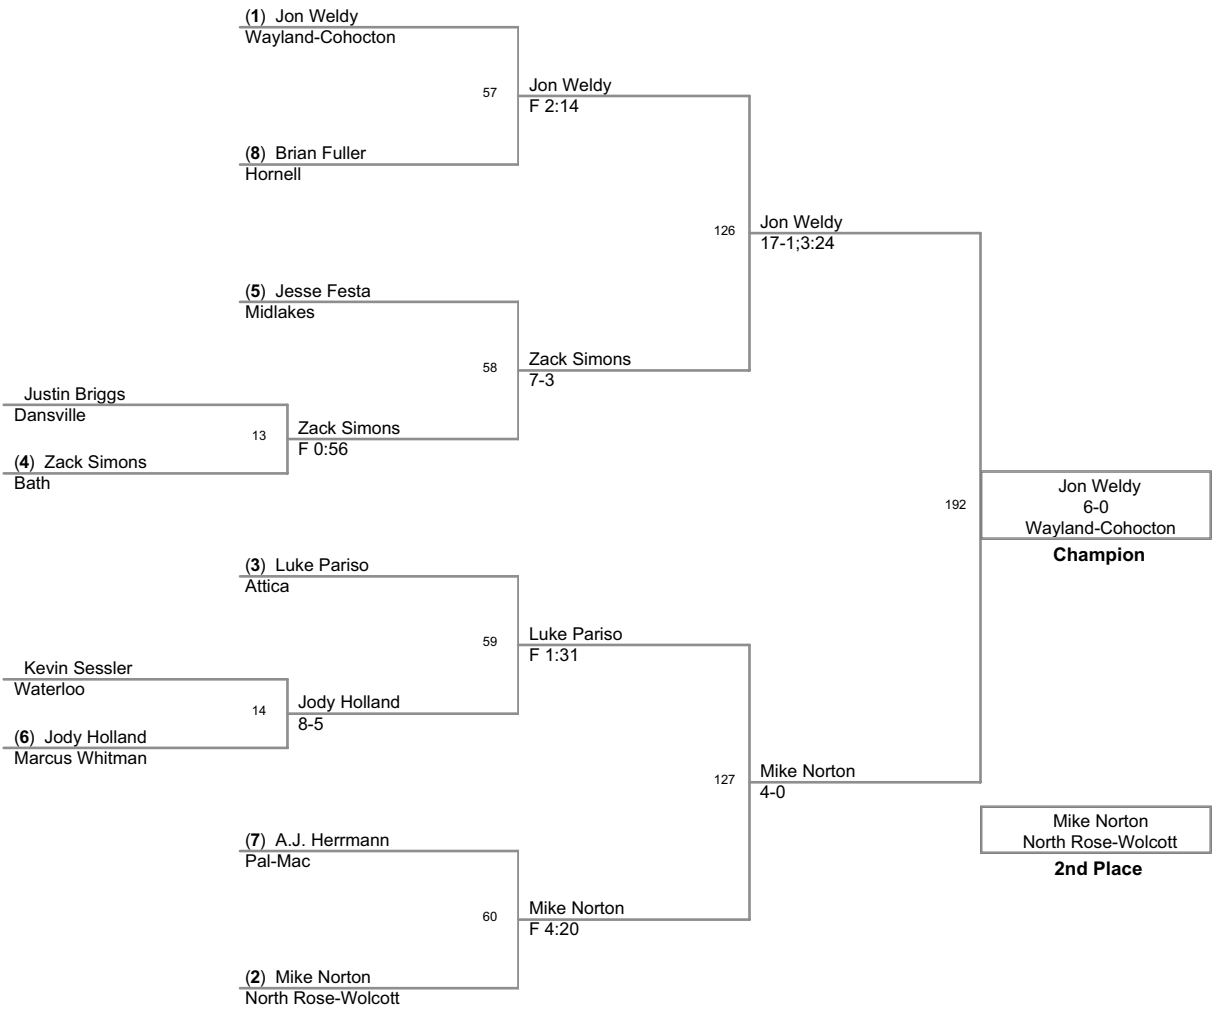 (1) Jon Weldy
Wayland-Cohocton
57
Jon Weldy
F 2:14
(8) Brian Fuller
Hornell
126
Jon Weldy
17-1;3:24
(5) Jesse Festa
Midlakes
58
Zack Simons
7-3
Justin Briggs
Dansville
13
Zack Simons
F 0:56
(4) Zack Simons
Bath
192
Jon Weldy
6-0
Wayland-Cohocton
Champion
(3) Luke Pariso
Attica
59
Luke Pariso
F 1:31
Kevin Sessler
Waterloo
14
Jody Holland
8-5
(6) Jody Holland
Marcus Whitman
127
Mike Norton
4-0
Mike Norton
North Rose-Wolcott
2nd Place
(7) A.J. Herrmann
Pal-Mac
60
Mike Norton
F 4:20
(2) Mike Norton
North Rose-Wolcott